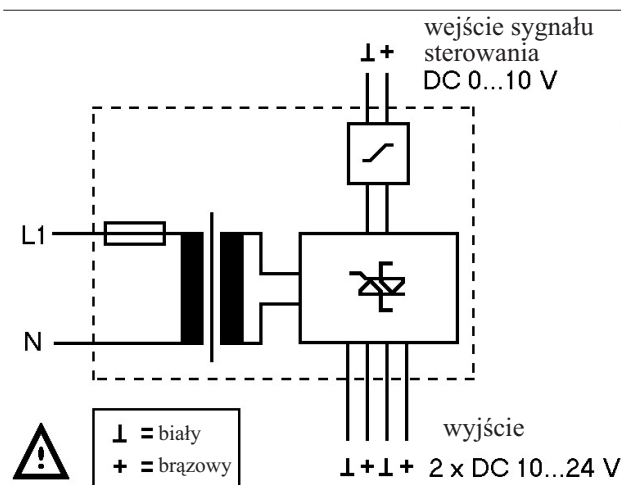 wejście sygnału
sterowania
⊥ +
DC 0...10 V
L1
N
wyjście
⊥ + ⊥ + 2 x DC 10...24 V
⊥ = biały
+ = brązowy